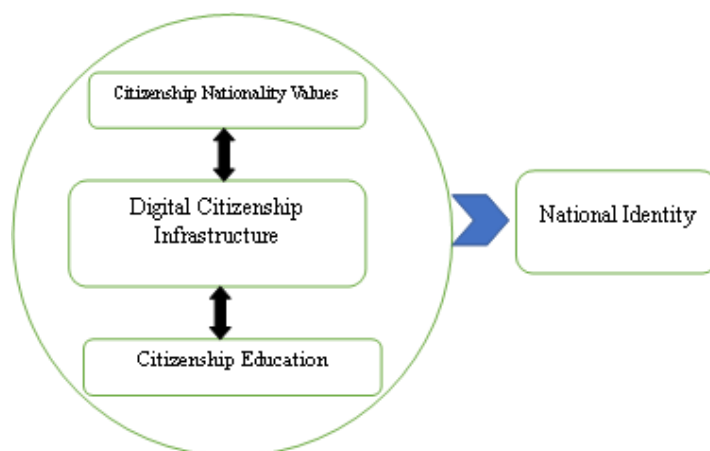 Citizenship Nationality Values
Digital Citizenship
Infrastructure
National Identity
Citizenship Education